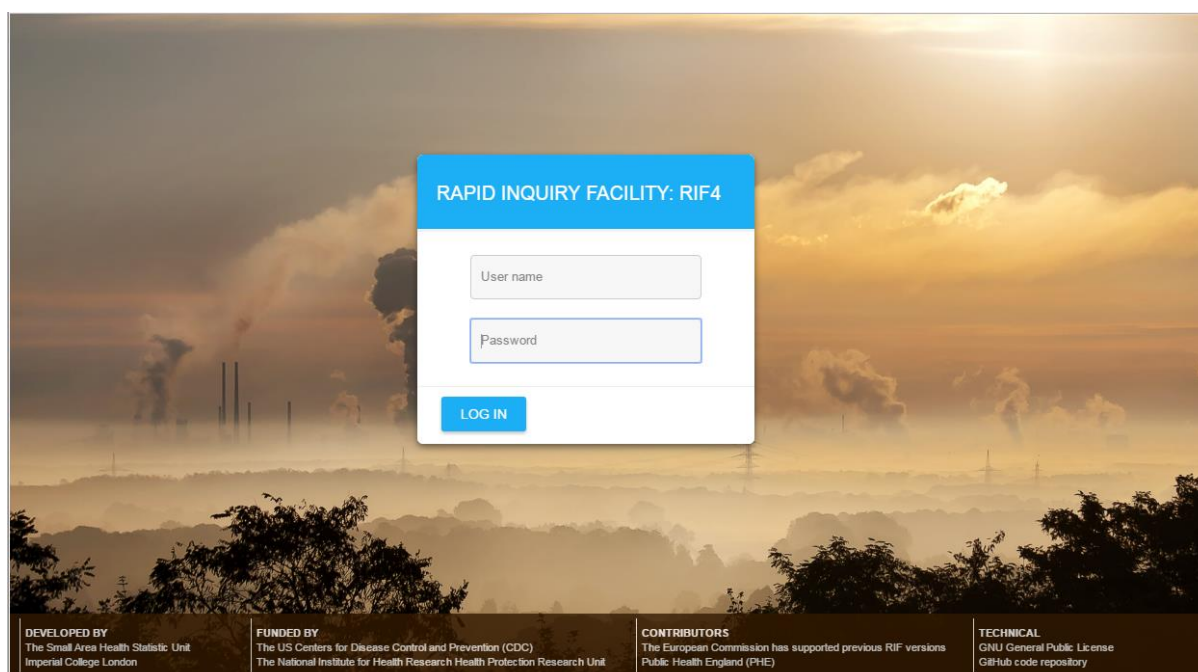 RAPID INQUIRY FACILITY: RIF4
User name
Password
LOG IN
DEVELOPED BY
The Small Area Health Statistic Unit
Imperial College London
FUNDED BY
The US Centers for Disease Control and Prevention (CDC)
The National Institute for Health Research Health Protection Research Unit
CONTRIBUTORS
The European Commission has supported previous RIF versions
Public Health England (PHE)
TECHNICAL
GNU General Public License
GitHub code repository